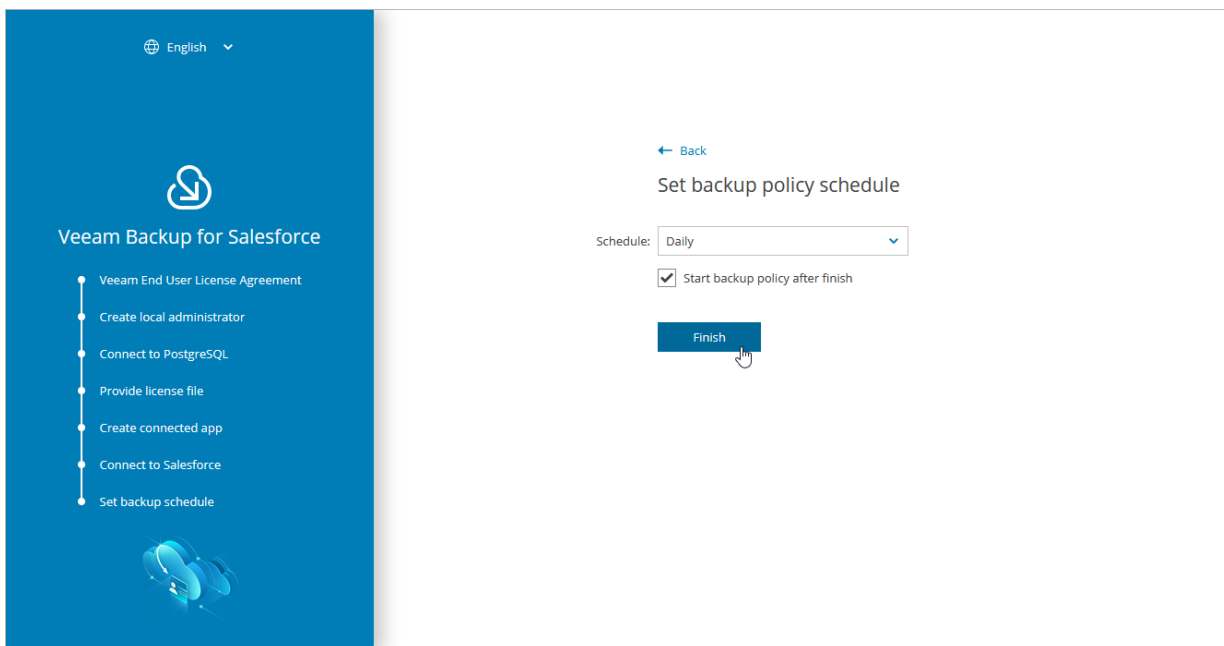 English
Veeam Backup for Salesforce
Veeam End User License Agreement
Create local administrator
Connect to PostgreSQL
Provide license file
Create connected app
Connect to Salesforce
Set backup schedule
Back
Set backup policy schedule
Schedule: Daily
Start backup policy after finish
Finish